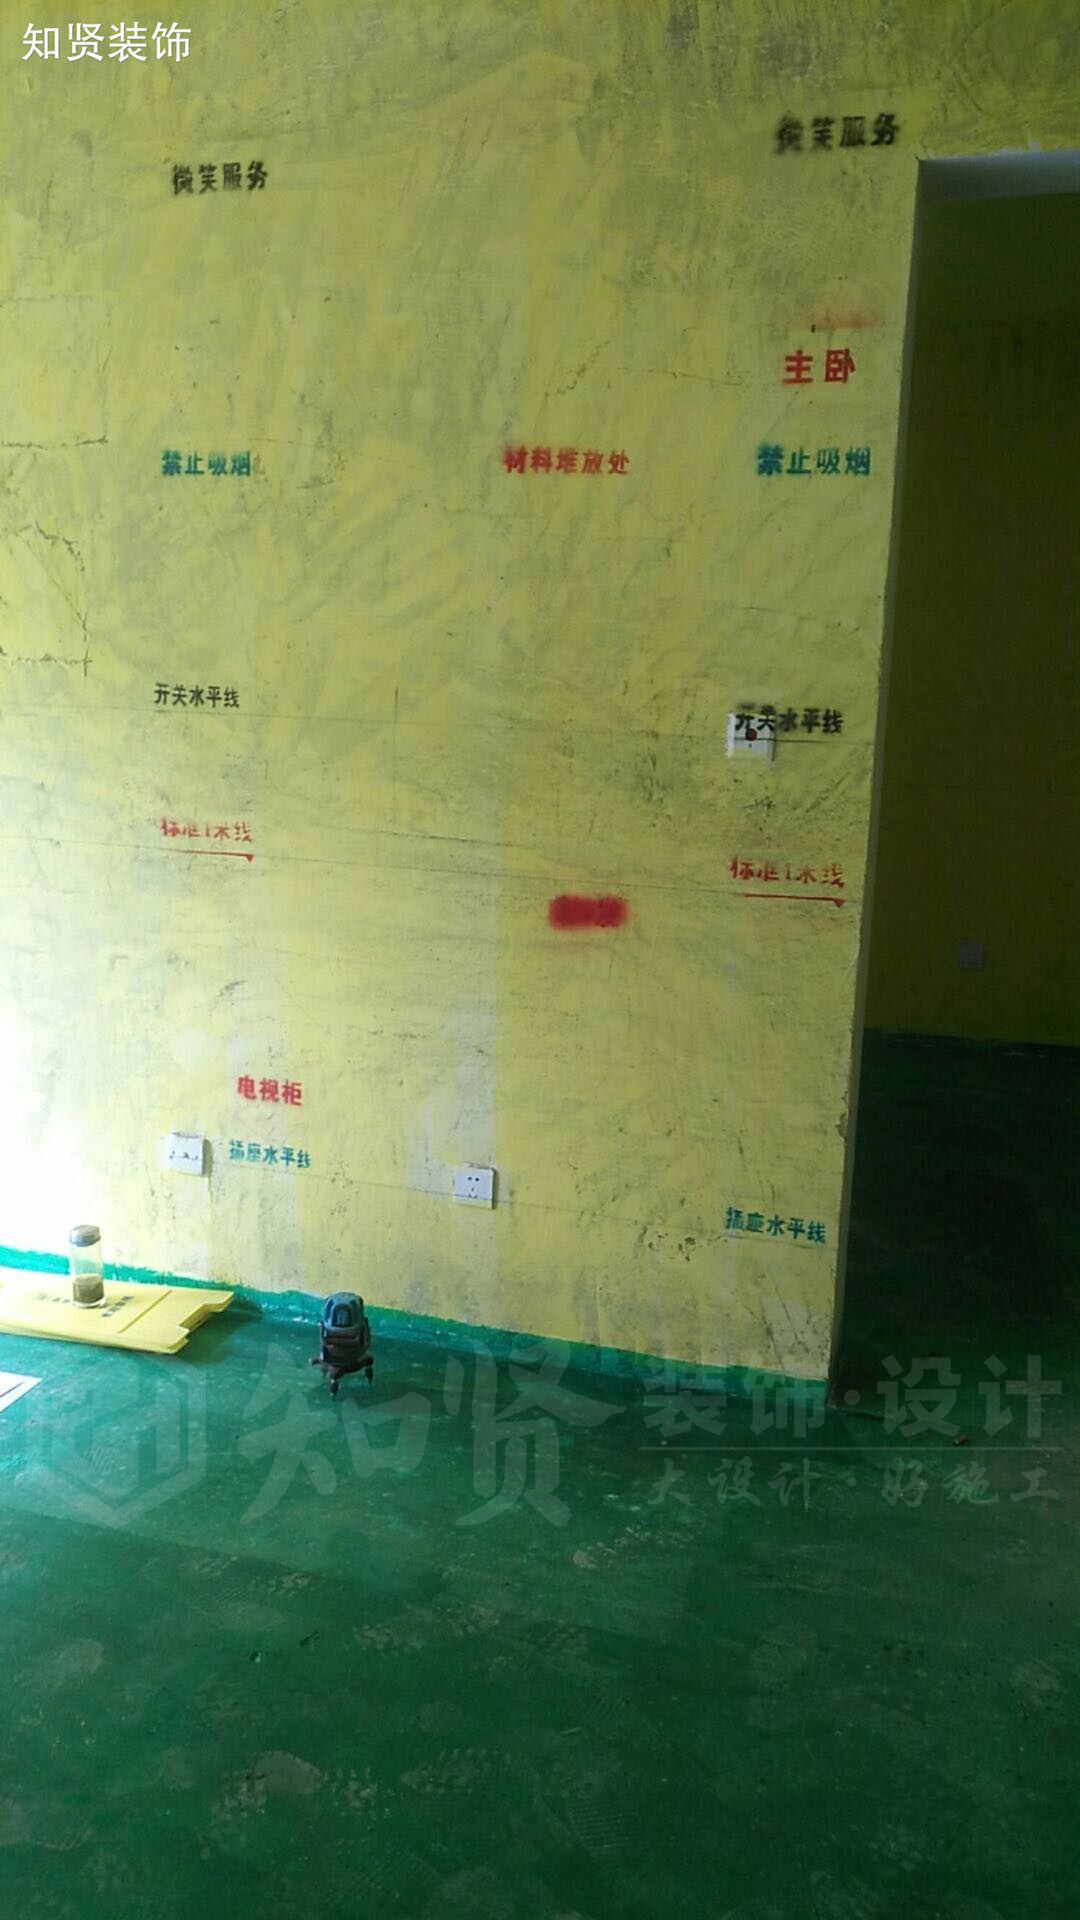 知贤装饰
微笑服务
微笑服务
主卧
禁止吸烟
材料堆放处
禁止吸烟
开关水平线
开关水平线
标准1米线
标准1米线
电视柜
插座水平线
插座水平线
知贤
装饰·设计
大设计·好施工